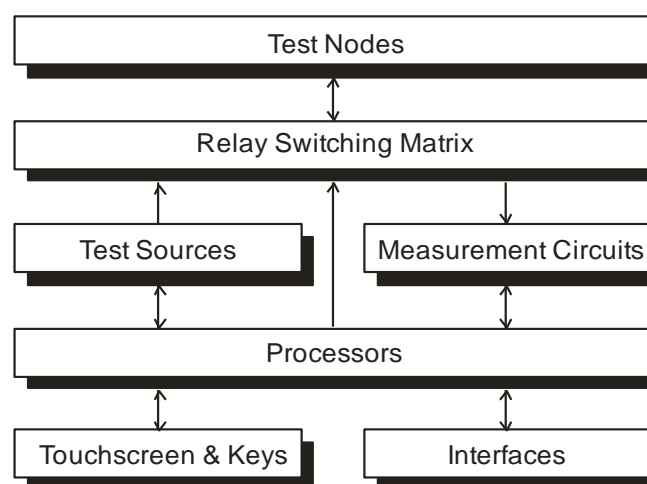 Test Nodes
Relay Switching Matrix
Test Sources
Measurement Circuits
Processors
Touchscreen & Keys
Interfaces